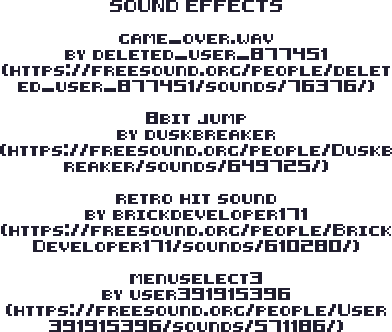 SOUND EFFECTS
GAME_OVER.WAV
BY DELETED_USER_877451
(HTTPS://FREESOUND.ORG/PEOPLE/DELET
ED_USER_877451/SOUNDS/76376/)
8BIT JUMP
BY DUSKBREAKER
(HTTPS://FREESOUND.ORG/PEOPLE/DUSKB
REAKER/SOUNDS/649725/)
RETRO HIT SOUND
BY BRICKDEVELOPER171
(HTTPS://FREESOUND.ORG/PEOPLE/BRICK
DEVELOPER171/SOUNDS/610280/)
MENUSELECT3
BY USER391915396
(HTTPS://FREESOUND.ORG/PEOPLE/USER
391915396/SOUNDS/571186/)